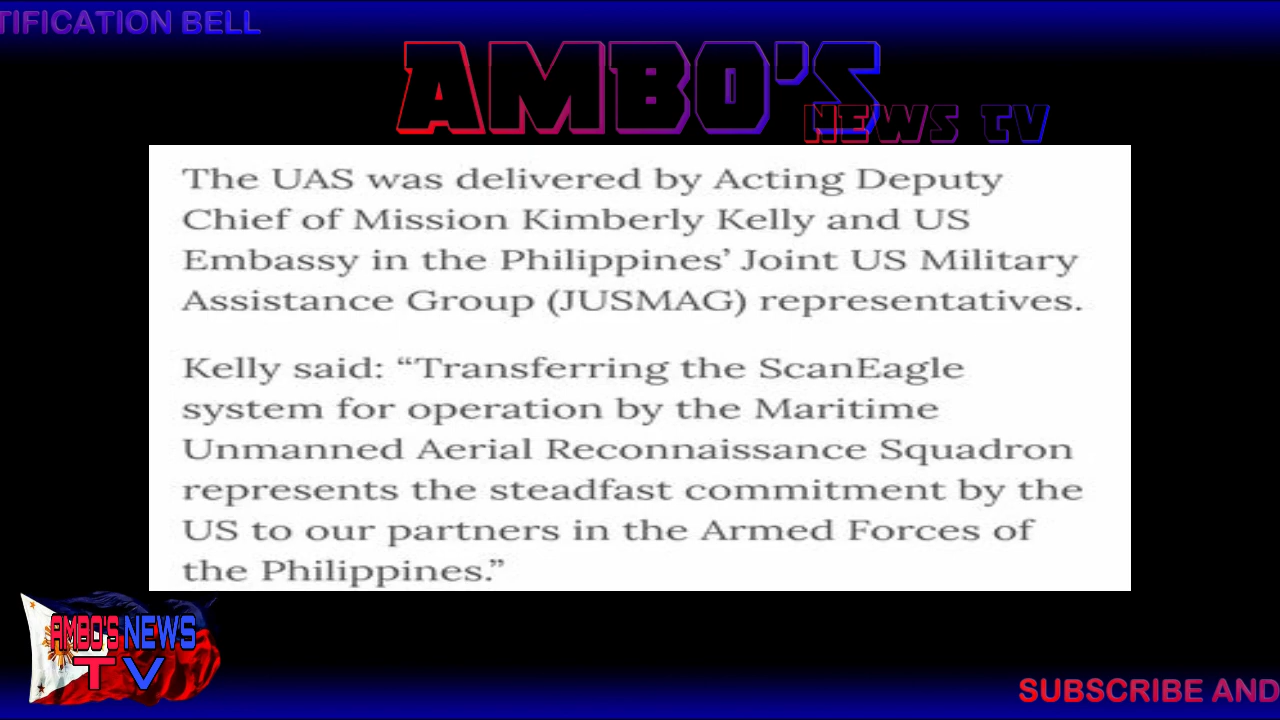 TIFICATION BELL
AMBO'S
NEWS TV
The UAS was delivered by Acting Deputy
Chief of Mission Kimberly Kelly and US
Embassy in the Philippines’ Joint US Military
Assistance Group (JUSMAG) representatives.
Kelly said: “Transferring the ScanEagle
system for operation by the Maritime
Unmanned Aerial Reconnaissance Squadron
represents the steadfast commitment by the
US to our partners in the Armed Forces of
the Philippines.”
AMBO'S NEWS
TV
SUBSCRIBE AND